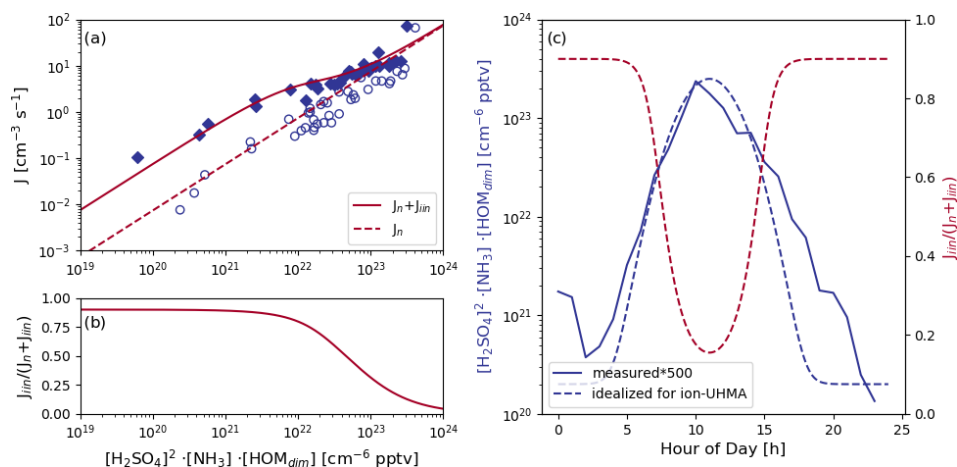 (a)
J [cm⁻³ s⁻¹]
10²
10¹
10⁰
10⁻¹
10⁻²
10⁻³
Jₙ+Jᵢᵢₙ
Jₙ
10¹⁹ 10²⁰ 10²¹ 10²² 10²³ 10²⁴
(b)
Jᵢᵢₙ/(Jₙ+Jᵢᵢₙ)
1.00
0.75
0.50
0.25
0.00
10¹⁹ 10²⁰ 10²¹ 10²² 10²³ 10²⁴
[H₂SO₄]² ·[NH₃] ·[HOM_dim] [cm⁻⁶ pptv]
(c)
[H₂SO₄]² ·[NH₃] ·[HOM_dim] [cm⁻⁶ pptv]
10²⁴
10²³
10²²
10²¹
10²⁰
measured*500
idealized for ion-UHMA
0 5 10 15 20 25
Hour of Day [h]
1.0
0.8
0.6
0.4
0.2
0.0
Jᵢᵢₙ/(Jₙ+Jᵢᵢₙ)